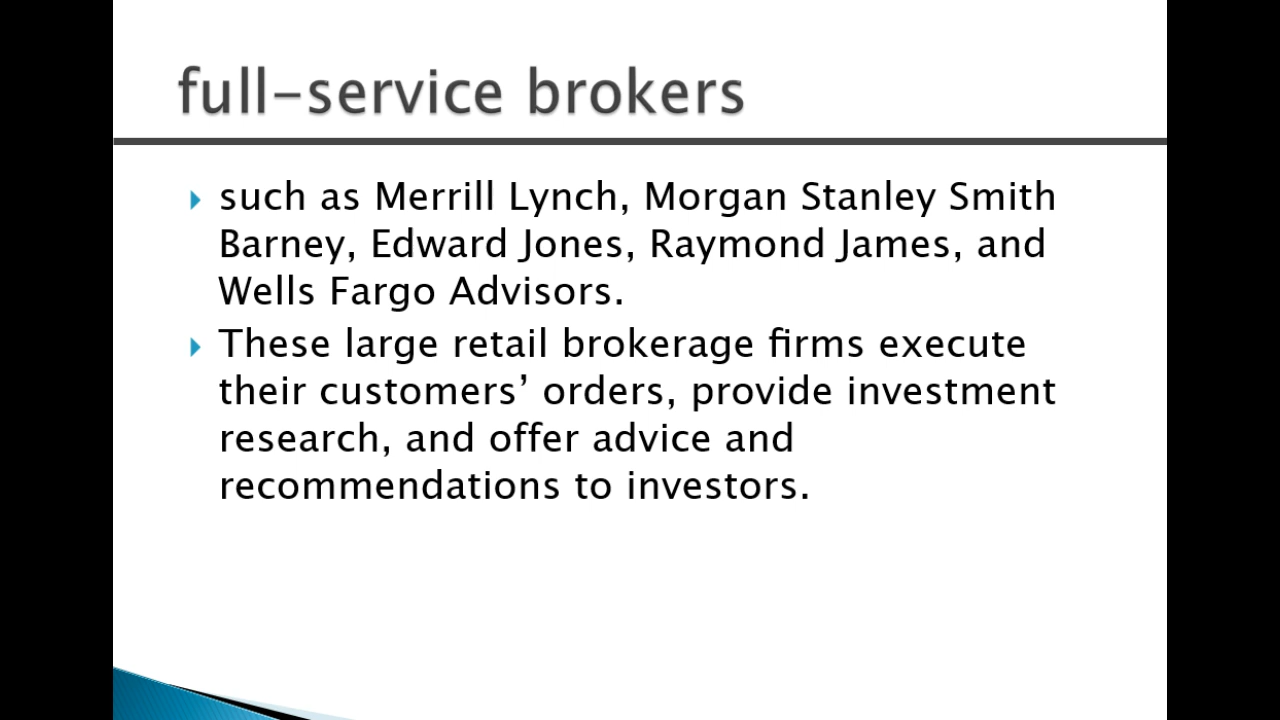 full-service brokers
such as Merrill Lynch, Morgan Stanley Smith
Barney, Edward Jones, Raymond James, and
Wells Fargo Advisors.
These large retail brokerage firms execute
their customers’ orders, provide investment
research, and offer advice and
recommendations to investors.